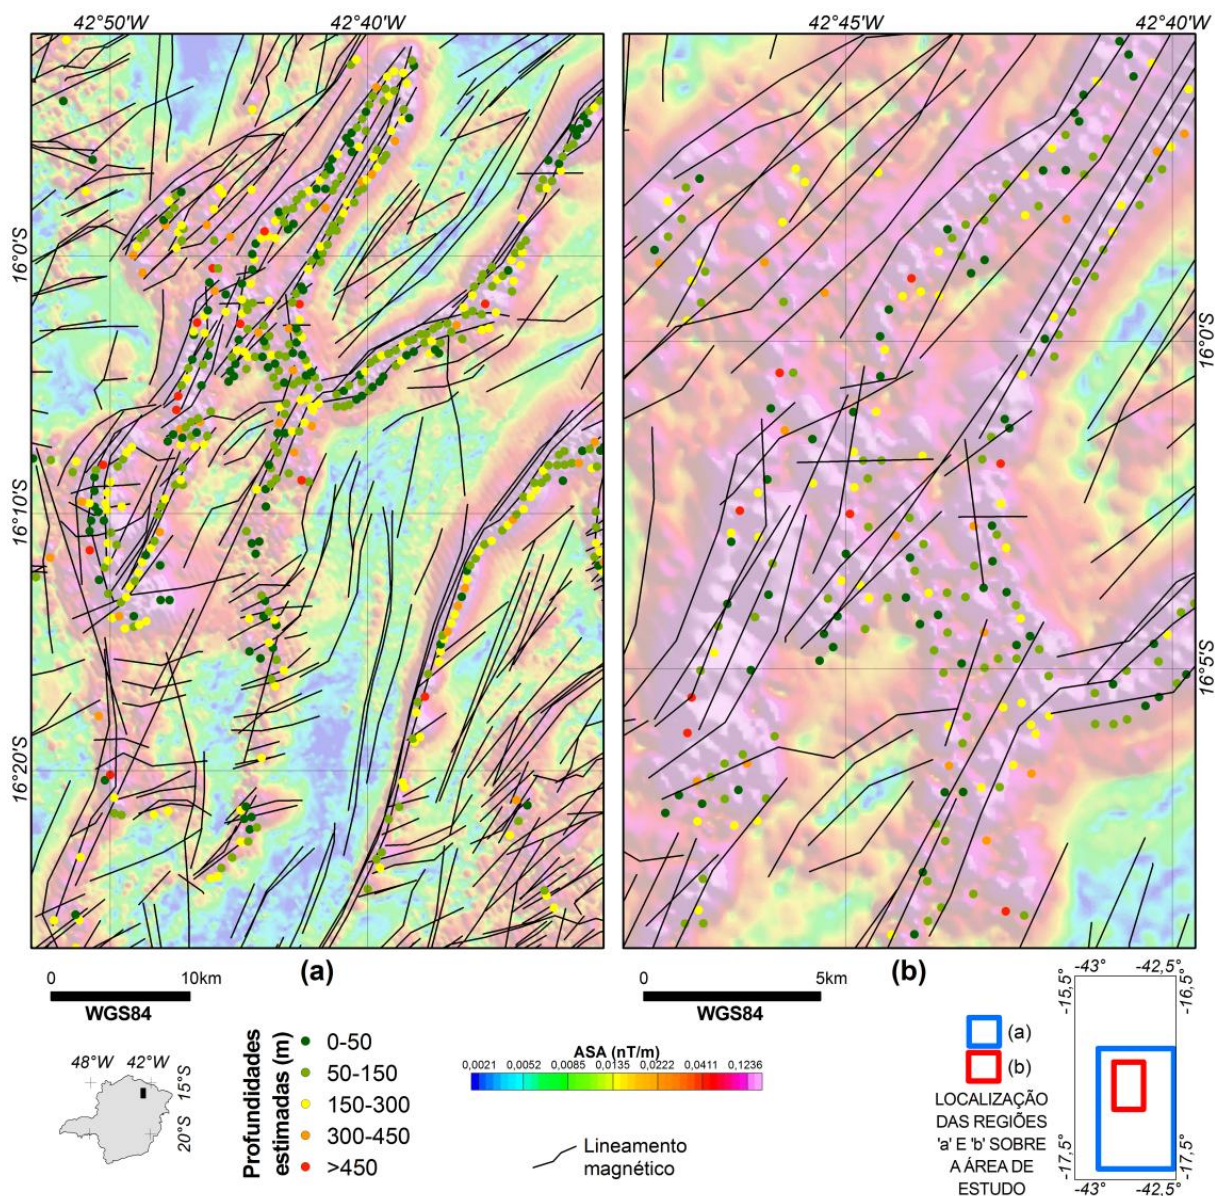 42°50'W
42°40'W
42°45'W
42°40'W
16°0'S
16°10'S
16°20'S
16°0'S
16°5'S
0
10km
(a)
WGS84
0
5km
(b)
WGS84
48°W
42°W
15°S
20°S
Profundidades
estimadas (m)
0-50
50-150
150-300
300-450
>450
ASA (nT/m)
0,0021
0,0052
0,0085
0,0135
0,0222
0,0411
0,1236
Lineamento
magnético
(a)
(b)
LOCALIZAÇÃO
DAS REGIÕES
'a' E 'b' SOBRE
A ÁREA DE
ESTUDO
-43°
-42,5°
-15,5°
-16,5°
-17,5°
-17,5°
-43°
-42,5°